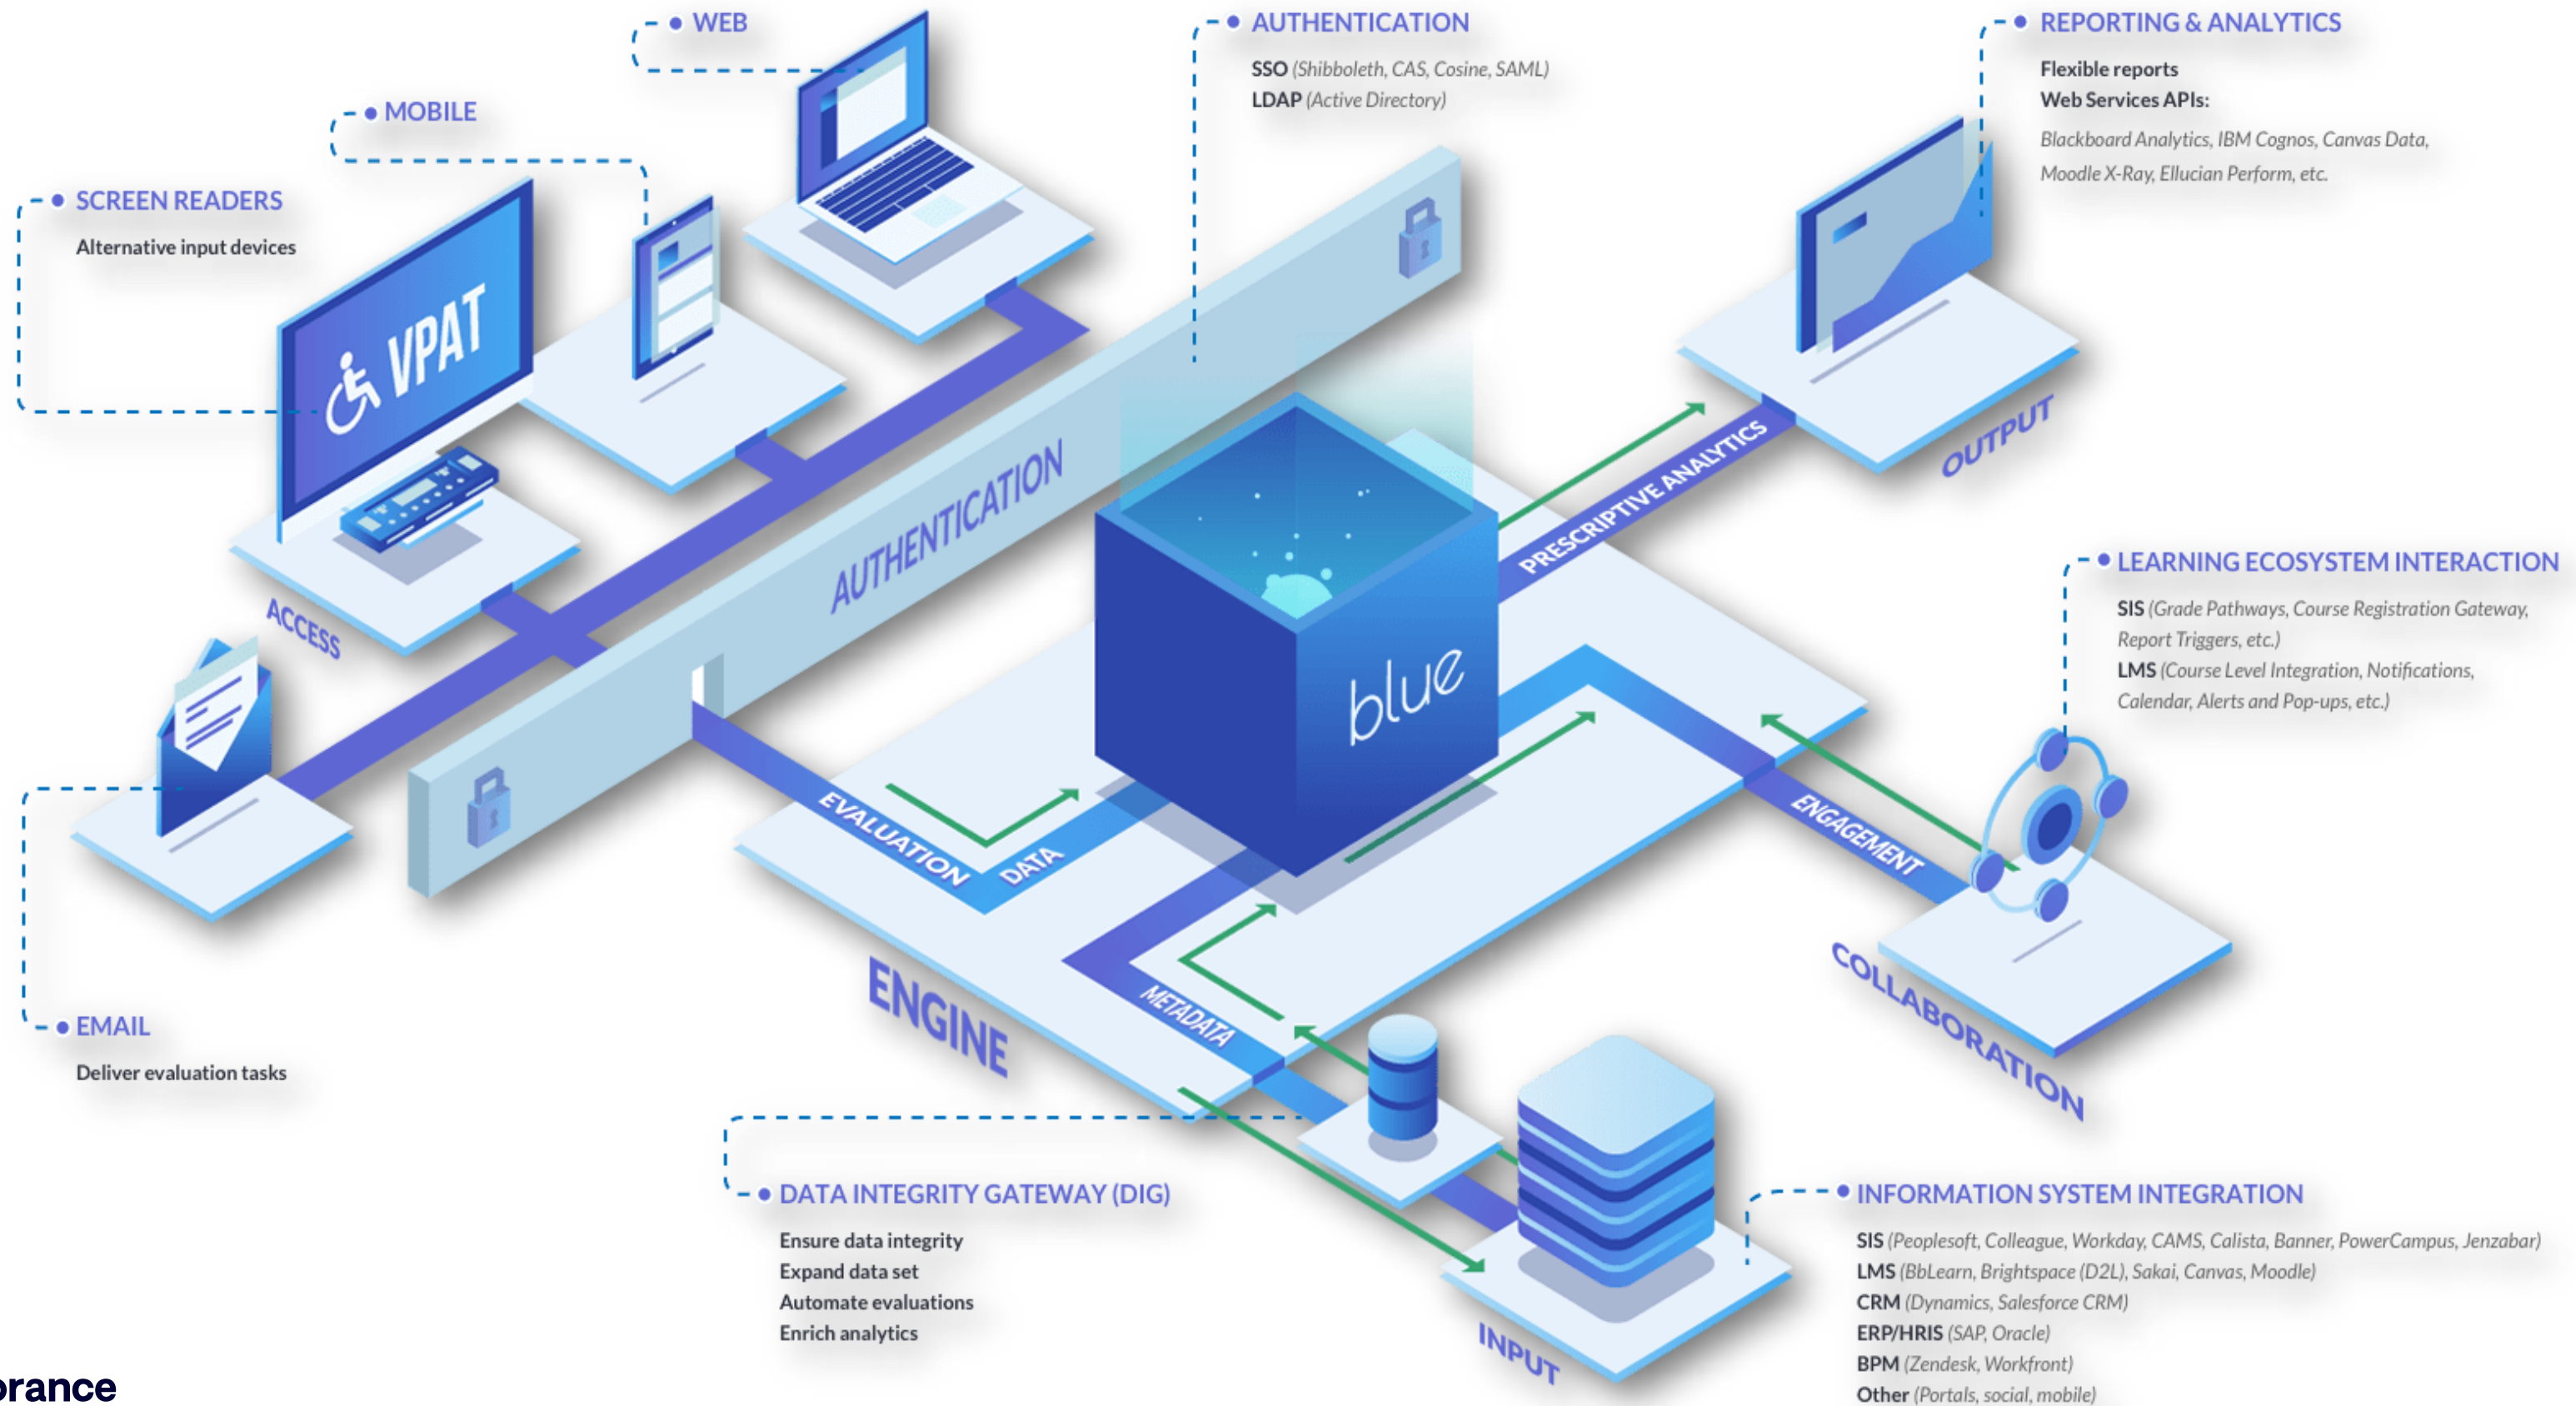 WEB
MOBILE
SCREEN READERS
Alternative input devices
VPAT
ACCESS
EMAIL
Deliver evaluation tasks
AUTHENTICATION
SSO (Shibboleth, CAS, Cosine, SAML)
LDAP (Active Directory)
AUTHENTICATION
REPORTING & ANALYTICS
Flexible reports
Web Services APIs:
Blackboard Analytics, IBM Cognos, Canvas Data,
Moodle X-Ray, Ellucian Perform, etc.
OUTPUT
PRESCRIPTIVE ANALYTICS
blue
EVALUATION
DATA
METADATA
ENGINE
ENGAGEMENT
LEARNING ECOSYSTEM INTERACTION
SIS (Grade Pathways, Course Registration Gateway,
Report Triggers, etc.)
LMS (Course Level Integration, Notifications,
Calendar, Alerts and Pop-ups, etc.)
COLLABORATION
DATA INTEGRITY GATEWAY (DIG)
Ensure data integrity
Expand data set
Automate evaluations
Enrich analytics
INPUT
INFORMATION SYSTEM INTEGRATION
SIS (Peoplesoft, Colleague, Workday, CAMS, Calista, Banner, PowerCampus, Jenzabar)
LMS (BbLearn, Brightspace (D2L), Sakai, Canvas, Moodle)
CRM (Dynamics, Salesforce CRM)
ERP/HRIS (SAP, Oracle)
BPM (Zendesk, Workfront)
Other (Portals, social, mobile)